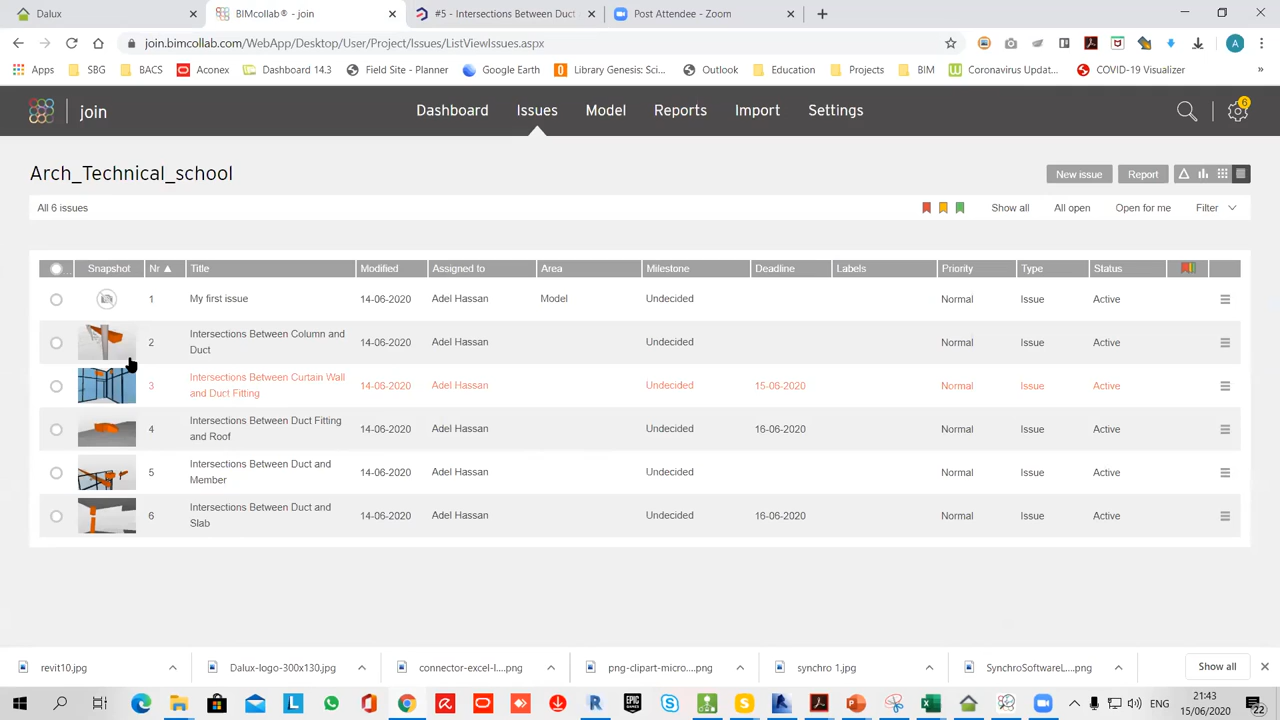 Dalux
BIMcollab® - join
#5 - Intersections Between Duct
Post Attendee - Zoom
join.bimcollab.com/WebApp/Desktop/User/Project/Issues/ListViewIssues.aspx
A
Apps
SBG
BACS
Aconex
Dashboard 14.3
Field Site - Planner
Google Earth
Library Genesis: Sci...
Outlook
Education
Projects
BIM
Coronavirus Updat...
COVID-19 Visualizer
join
Dashboard
Issues
Model
Reports
Import
Settings
6
Arch_Technical_school
New issue
Report
All 6 issues
Show all
All open
Open for me
Filter
Snapshot Nr Title Modified Assigned to Area Milestone Deadline Labels Priority Type Status
1 My first issue 14-06-2020 Adel Hassan Model Undecided Normal Issue Active
2 Intersections Between Column and Duct 14-06-2020 Adel Hassan Undecided Normal Issue Active
3 Intersections Between Curtain Wall and Duct Fitting 14-06-2020 Adel Hassan Undecided 15-06-2020 Normal Issue Active
4 Intersections Between Duct Fitting and Roof 14-06-2020 Adel Hassan Undecided 16-06-2020 Normal Issue Active
5 Intersections Between Duct and Member 14-06-2020 Adel Hassan Undecided Normal Issue Active
6 Intersections Between Duct and Slab 14-06-2020 Adel Hassan Undecided 16-06-2020 Normal Issue Active
revit10.jpg
Dalux-logo-300x130.jpg
connector-excel-l....png
png-clipart-micro....png
synchro 1.jpg
SynchroSoftwareL....png
Show all
ENG
21:43
15/06/2020
22